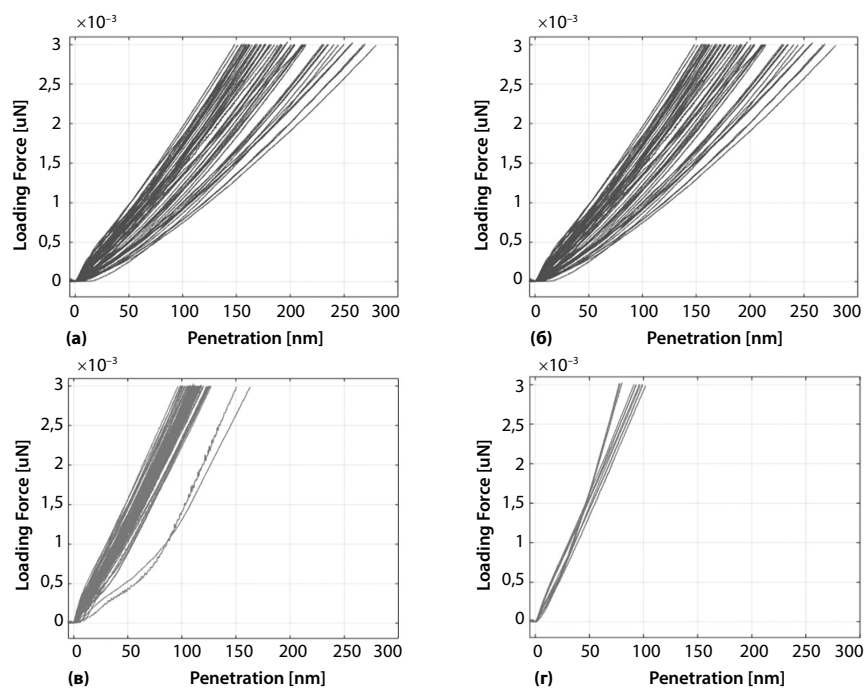 ×10⁻³
3
2,5
2
1,5
1
0,5
0
0 50 100 150 200 250 300
Loading Force [uN]
(а) Penetration [nm]
×10⁻³
3
2,5
2
1,5
1
0,5
0
0 50 100 150 200 250 300
Loading Force [uN]
(б) Penetration [nm]
×10⁻³
3
2,5
2
1,5
1
0,5
0
0 50 100 150 200 250 300
Loading Force [uN]
(в) Penetration [nm]
×10⁻³
3
2,5
2
1,5
1
0,5
0
0 50 100 150 200 250 300
Loading Force [uN]
(г) Penetration [nm]